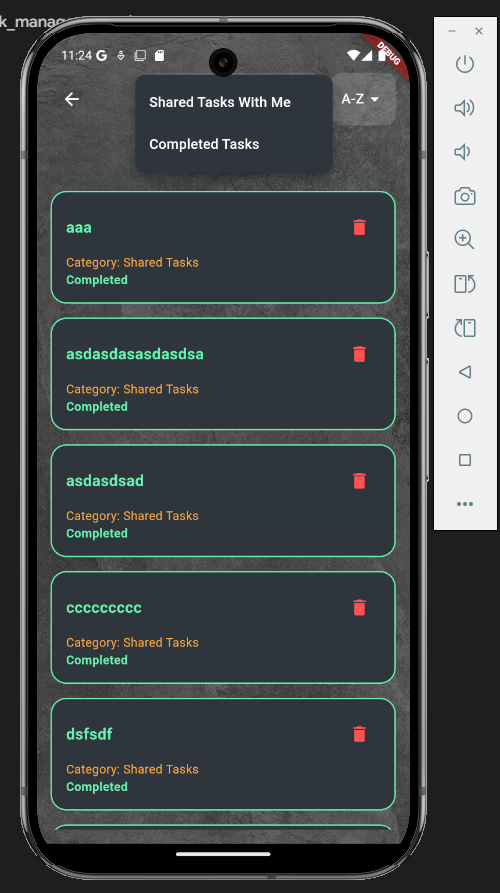 k_manag
11:24 G
DEBUG
Shared Tasks With Me
A-Z
Completed Tasks
aaa
Category: Shared Tasks
Completed
asdasdasasdasdsa
Category: Shared Tasks
Completed
asdasdsad
Category: Shared Tasks
Completed
ccccccccc
Category: Shared Tasks
Completed
dsfsdf
Category: Shared Tasks
Completed